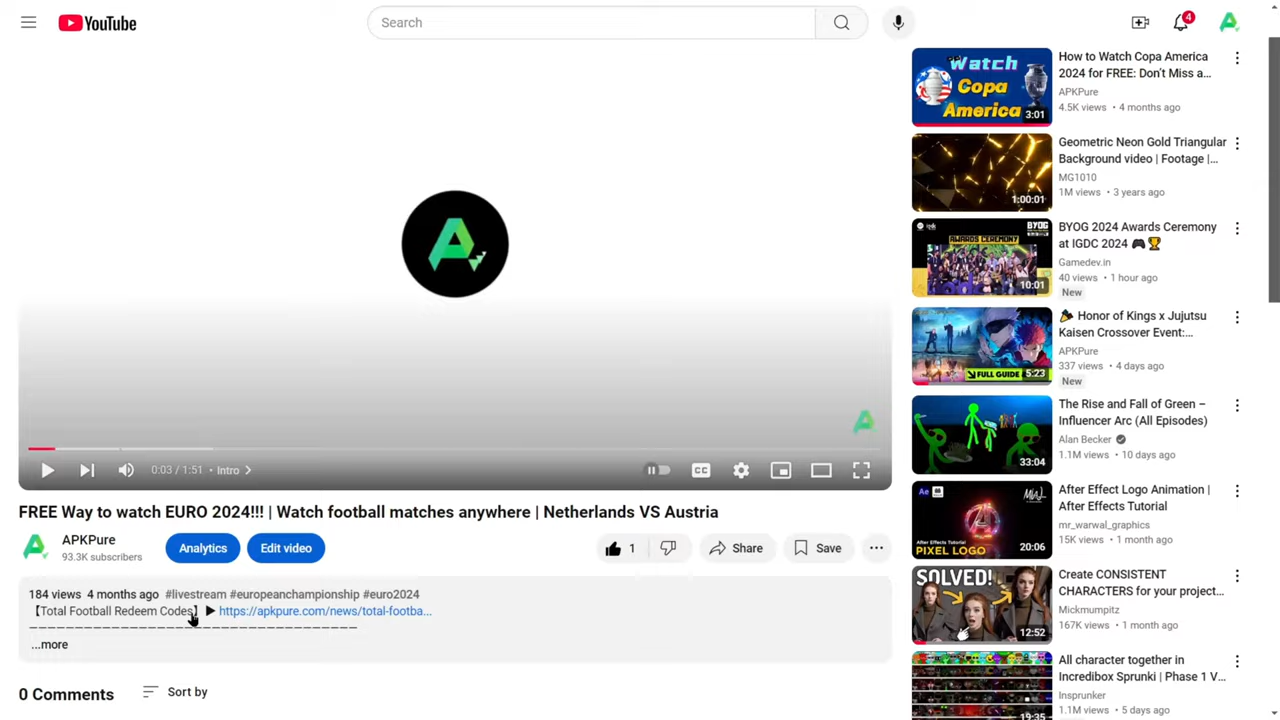 YouTube
Search
4
FREE Way to watch EURO 2024!!! | Watch Football matches anywhere | Netherlands VS Austria
0:03 / 1:51 • Intro >
CC
APKPure
93.3K subscribers
Analytics
Edit video
1
Share
Save
184 views 4 months ago #livestream #europeanchampionship #euro2024
【Total Football Redeem Codes】 ▶ https://apkpure.com/news/total-footba...
...more
0 Comments
Sort by
Watch
Copa
America
3:01
How to Watch Copa America
2024 for FREE: Don't Miss a...
APKPure
4.5K views • 4 months ago
1:00:01
Geometric Neon Gold Triangular
Background video | Footage |...
MG1010
1M views • 3 years ago
BYOG
AWARDS CEREMONY
10:01
BYOG 2024 Awards Ceremony
at IGDC 2024 🎮🏆
Gamedev.in
40 views • 1 hour ago
New
FULL GUIDE
5:23
Honor of Kings x Jujutsu
Kaisen Crossover Event:...
APKPure
337 views • 4 days ago
New
33:04
The Rise and Fall of Green –
Influencer Arc (All Episodes)
Alan Becker
1.1M views • 10 days ago
Ae
After Effects Tutorial
PIXEL LOGO
20:06
After Effect Logo Animation |
After Effects Tutorial
mr_warwal_graphics
15K views • 1 month ago
SOLVED!
12:52
Create CONSISTENT
CHARACTERS for your project...
Mickmumpitz
167K views • 1 month ago
19:35
All character together in
Incredibox Sprunki | Phase 1 V...
Insprunker
1.1M views • 5 days ago